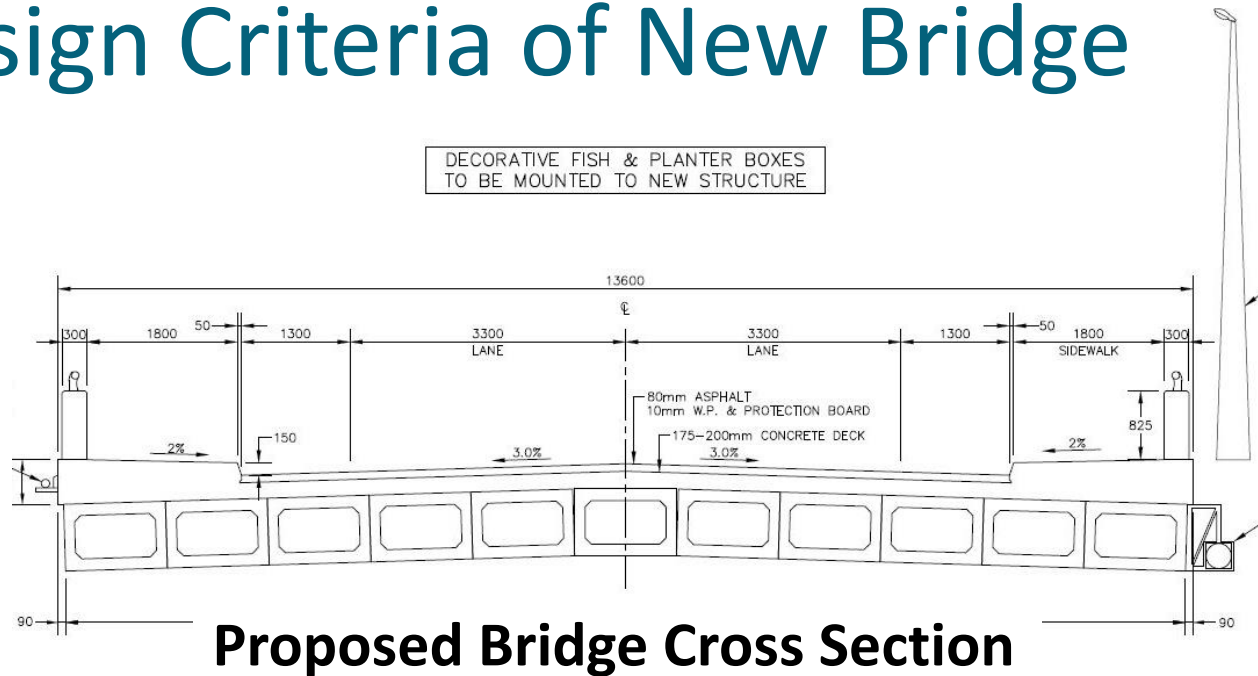 sign Criteria of New Bridge
DECORATIVE FISH & PLANTER BOXES
TO BE MOUNTED TO NEW STRUCTURE
13600
℄
300
1800
50
1300
3300
LANE
3300
LANE
1300
50
1800
SIDEWALK
300
80mm ASPHALT
10mm W.P. & PROTECTION BOARD
175-200mm CONCRETE DECK
825
150
2%
3.0%
3.0%
2%
90
90
Proposed Bridge Cross Section